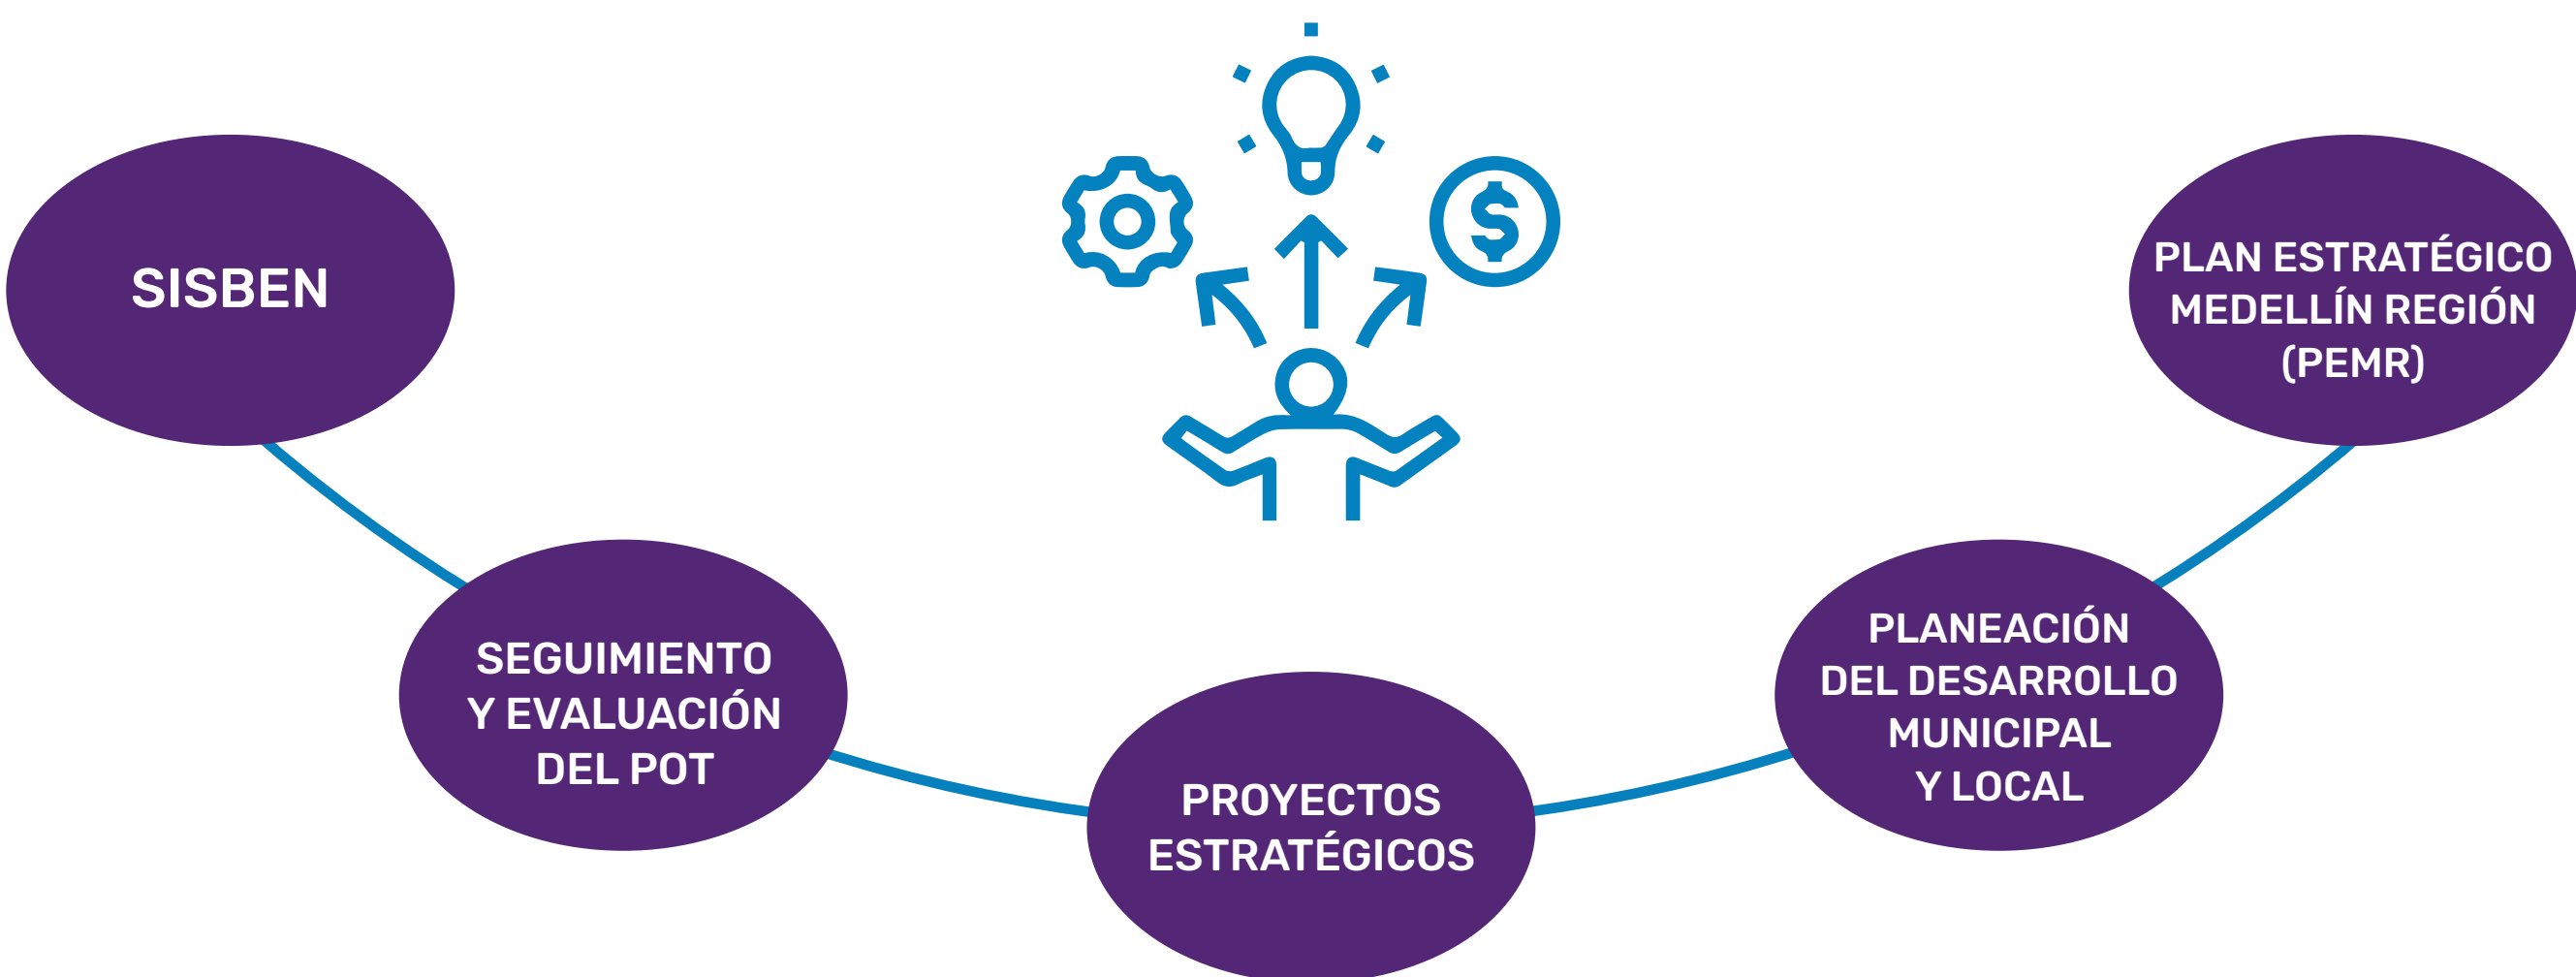 SISBEN
SEGUIMIENTO
Y EVALUACIÓN
DEL POT
PROYECTOS
ESTRATÉGICOS
PLANEACIÓN
DEL DESARROLLO
MUNICIPAL
Y LOCAL
PLAN ESTRATÉGICO
MEDELLÍN REGIÓN
(PEMR)
$